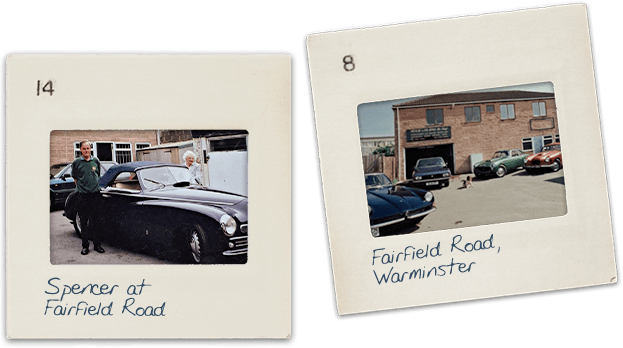 14
Spencer at
Fairfield Road
8
Fairfield Road,
Warminster